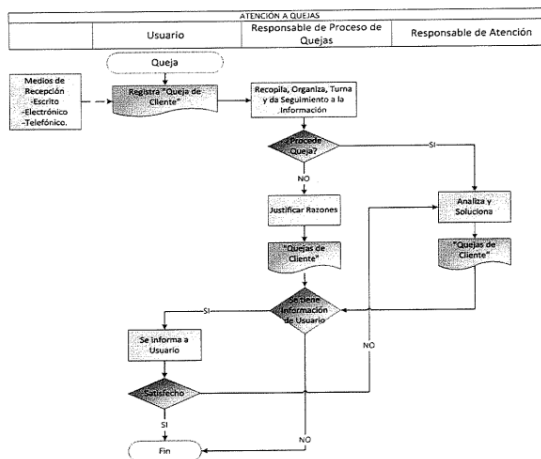 ATENCIÓN A QUEJAS
Usuario
Responsable de Proceso de
Quejas
Responsable de Atención
Queja
Medios de
Recepción
-Escrito
-Electrónico
-Telefónico.
Registra "Queja de
Cliente"
Recopila, Organiza, Turna
y da Seguimiento a la
Información
¿Procede
Queja?
SI
NO
Justificar Razones
Analiza y
Soluciona
"Quejas de
Cliente"
"Quejas de
Cliente"
Se tiene
Información
de Usuario
SI
Se informa a
Usuario
NO
Satisfecho
SI
NO
Fin